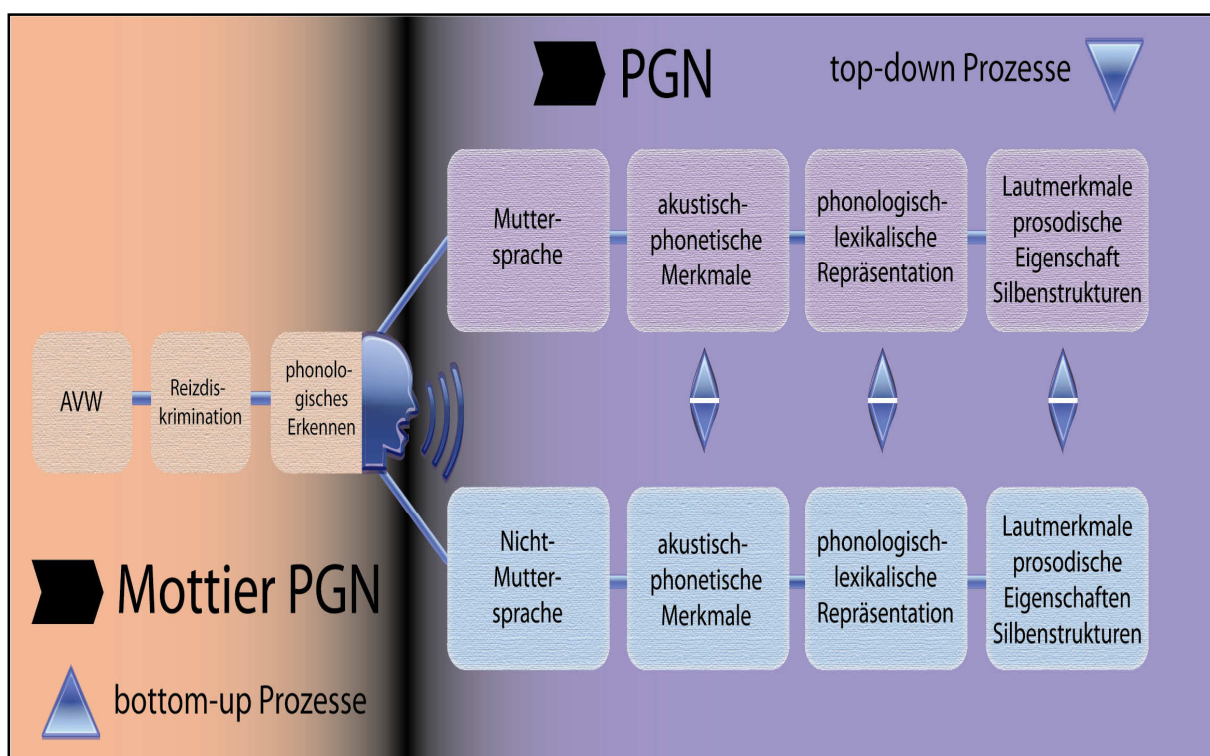 PGN
top-down Prozesse
Mutter-
sprache
akustisch-
phonetische
Merkmale
phonologisch-
lexikalische
Repräsentation
Lautmerkmale
prosodische
Eigenschaft
Silbenstrukturen
AVW
Reizdis-
krimination
phonolo-
gisches
Erkennen
Nicht-
Mutter-
sprache
akustisch-
phonetische
Merkmale
phonologisch-
lexikalische
Repräsentation
Lautmerkmale
prosodische
Eigenschaften
Silbenstrukturen
Mottier PGN
bottom-up Prozesse